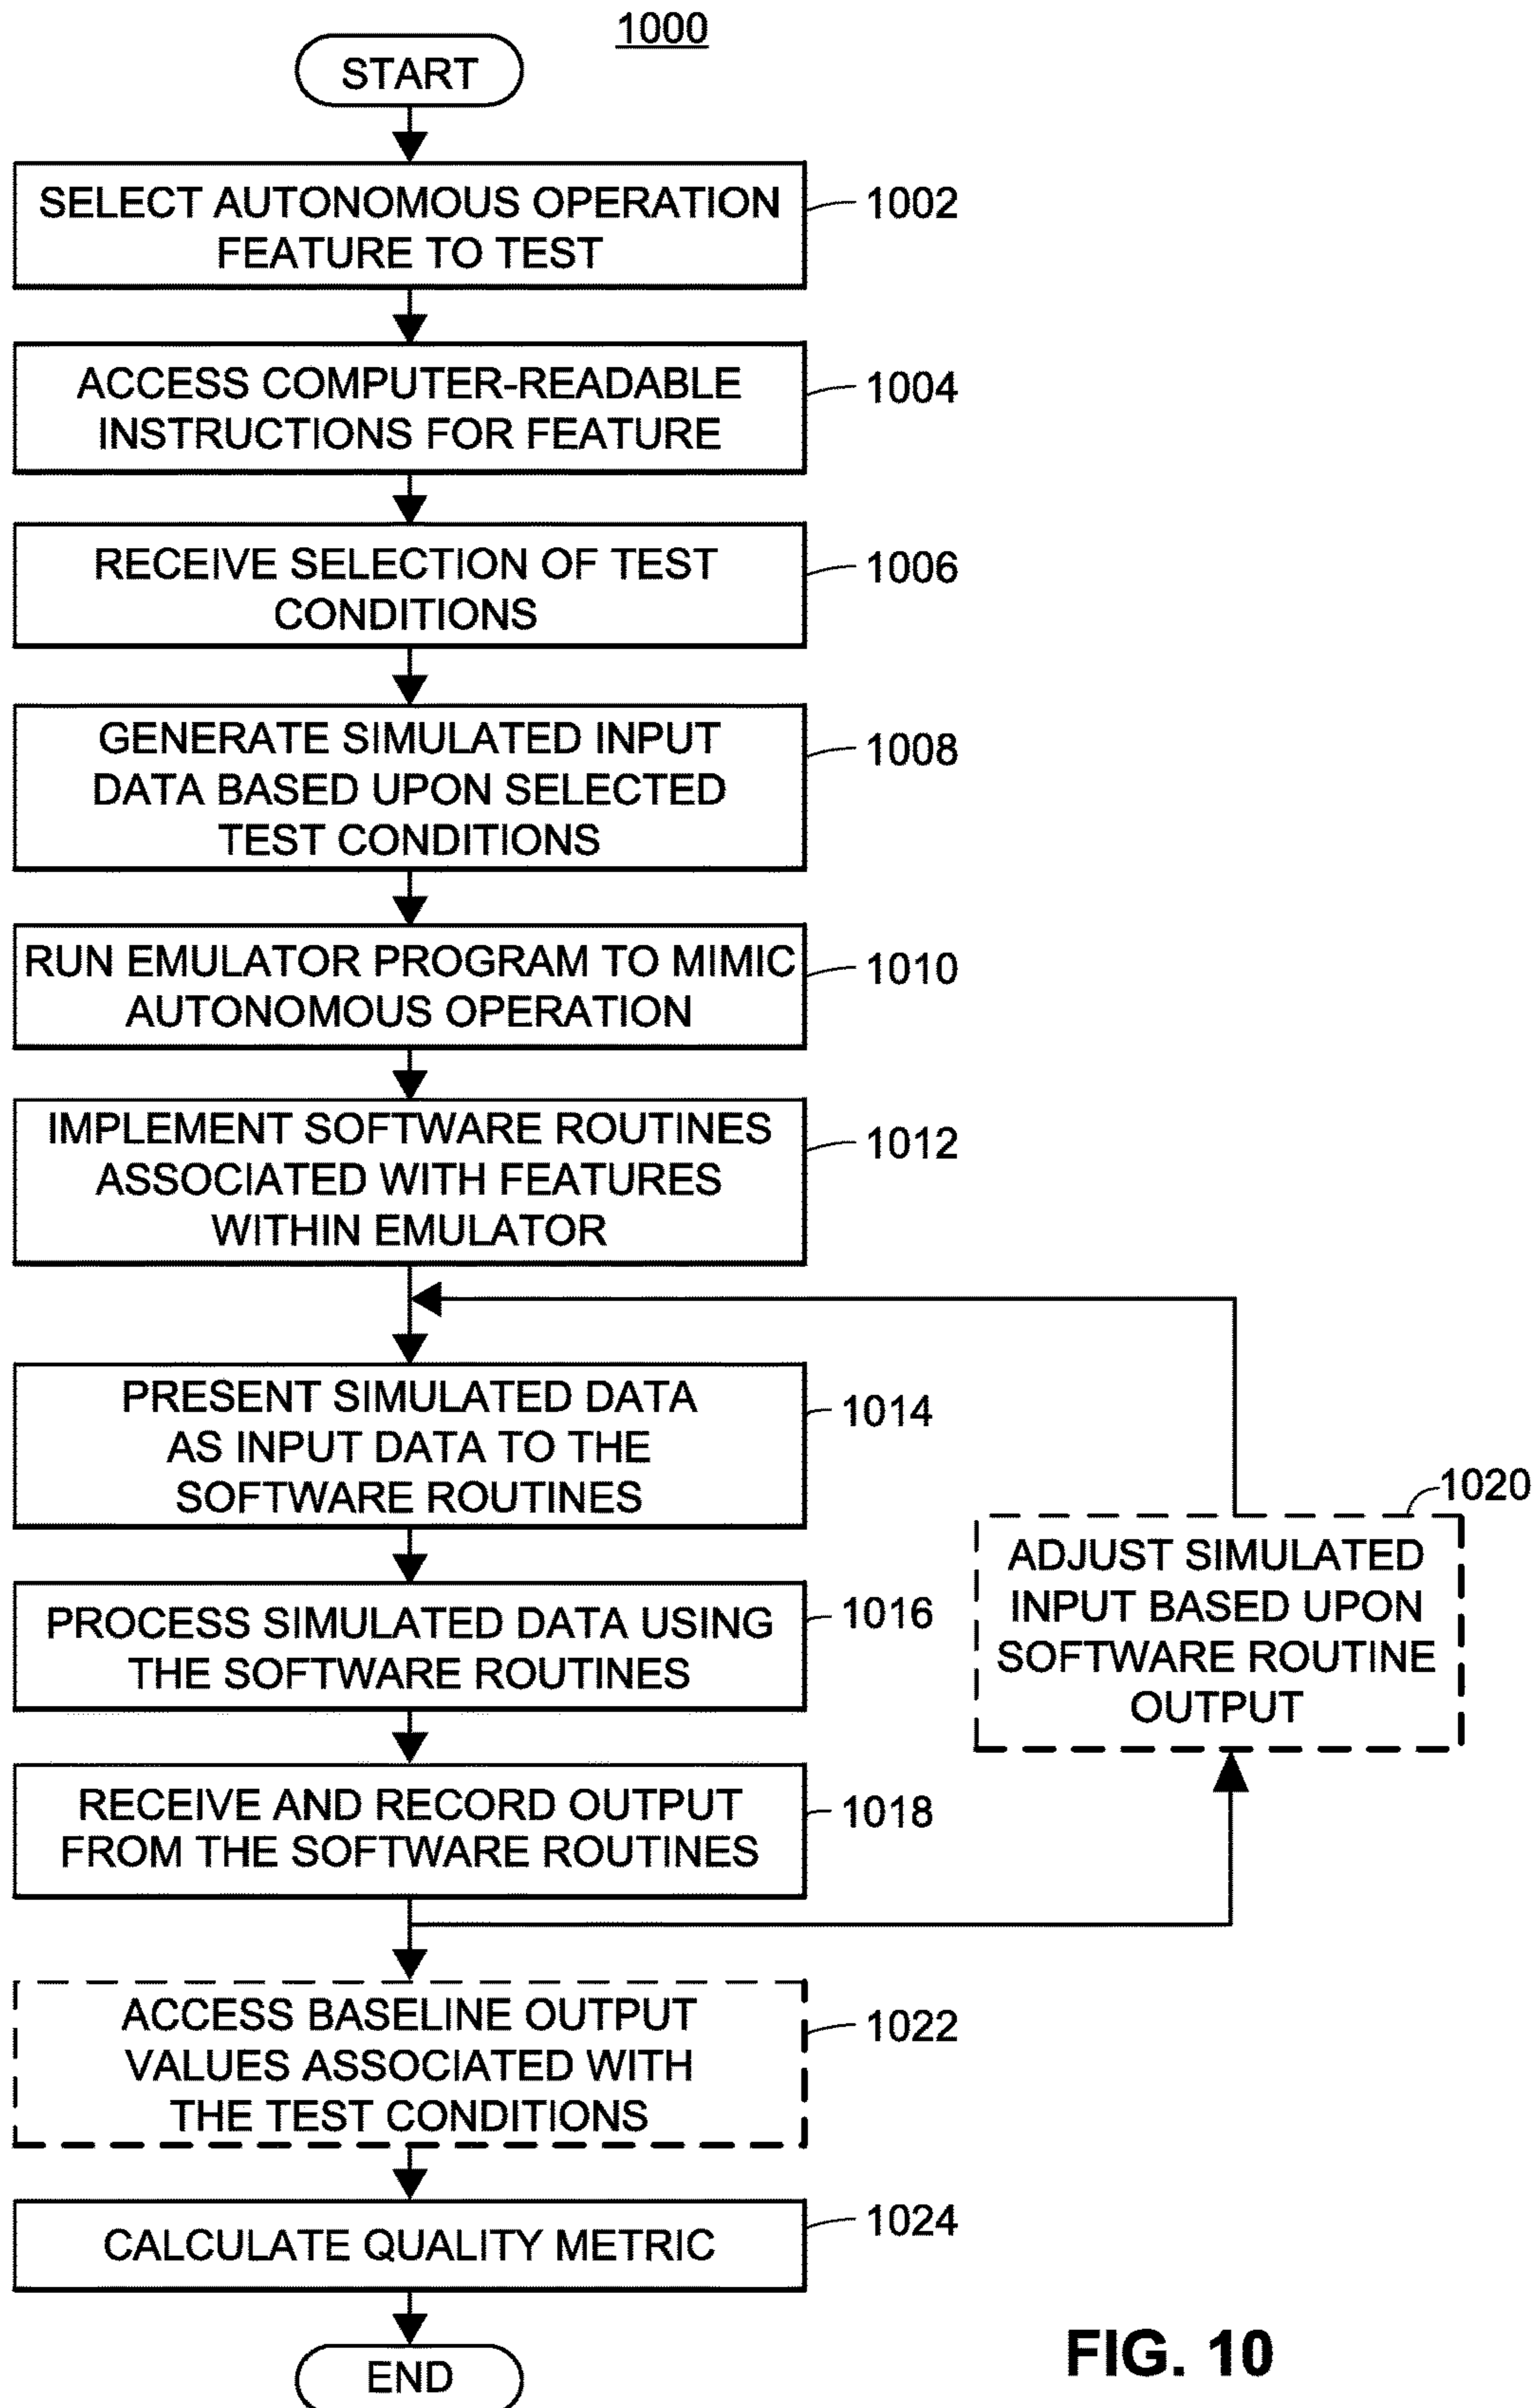 1000
START
SELECT AUTONOMOUS OPERATION
FEATURE TO TEST
1002
ACCESS COMPUTER-READABLE
INSTRUCTIONS FOR FEATURE
1004
RECEIVE SELECTION OF TEST
CONDITIONS
1006
GENERATE SIMULATED INPUT
DATA BASED UPON SELECTED
TEST CONDITIONS
1008
RUN EMULATOR PROGRAM TO MIMIC
AUTONOMOUS OPERATION
1010
IMPLEMENT SOFTWARE ROUTINES
ASSOCIATED WITH FEATURES
WITHIN EMULATOR
1012
PRESENT SIMULATED DATA
AS INPUT DATA TO THE
SOFTWARE ROUTINES
1014
PROCESS SIMULATED DATA USING
THE SOFTWARE ROUTINES
1016
RECEIVE AND RECORD OUTPUT
FROM THE SOFTWARE ROUTINES
1018
1020
ADJUST SIMULATED
INPUT BASED UPON
SOFTWARE ROUTINE
OUTPUT
ACCESS BASELINE OUTPUT
VALUES ASSOCIATED WITH
THE TEST CONDITIONS
1022
CALCULATE QUALITY METRIC
1024
END
FIG. 10